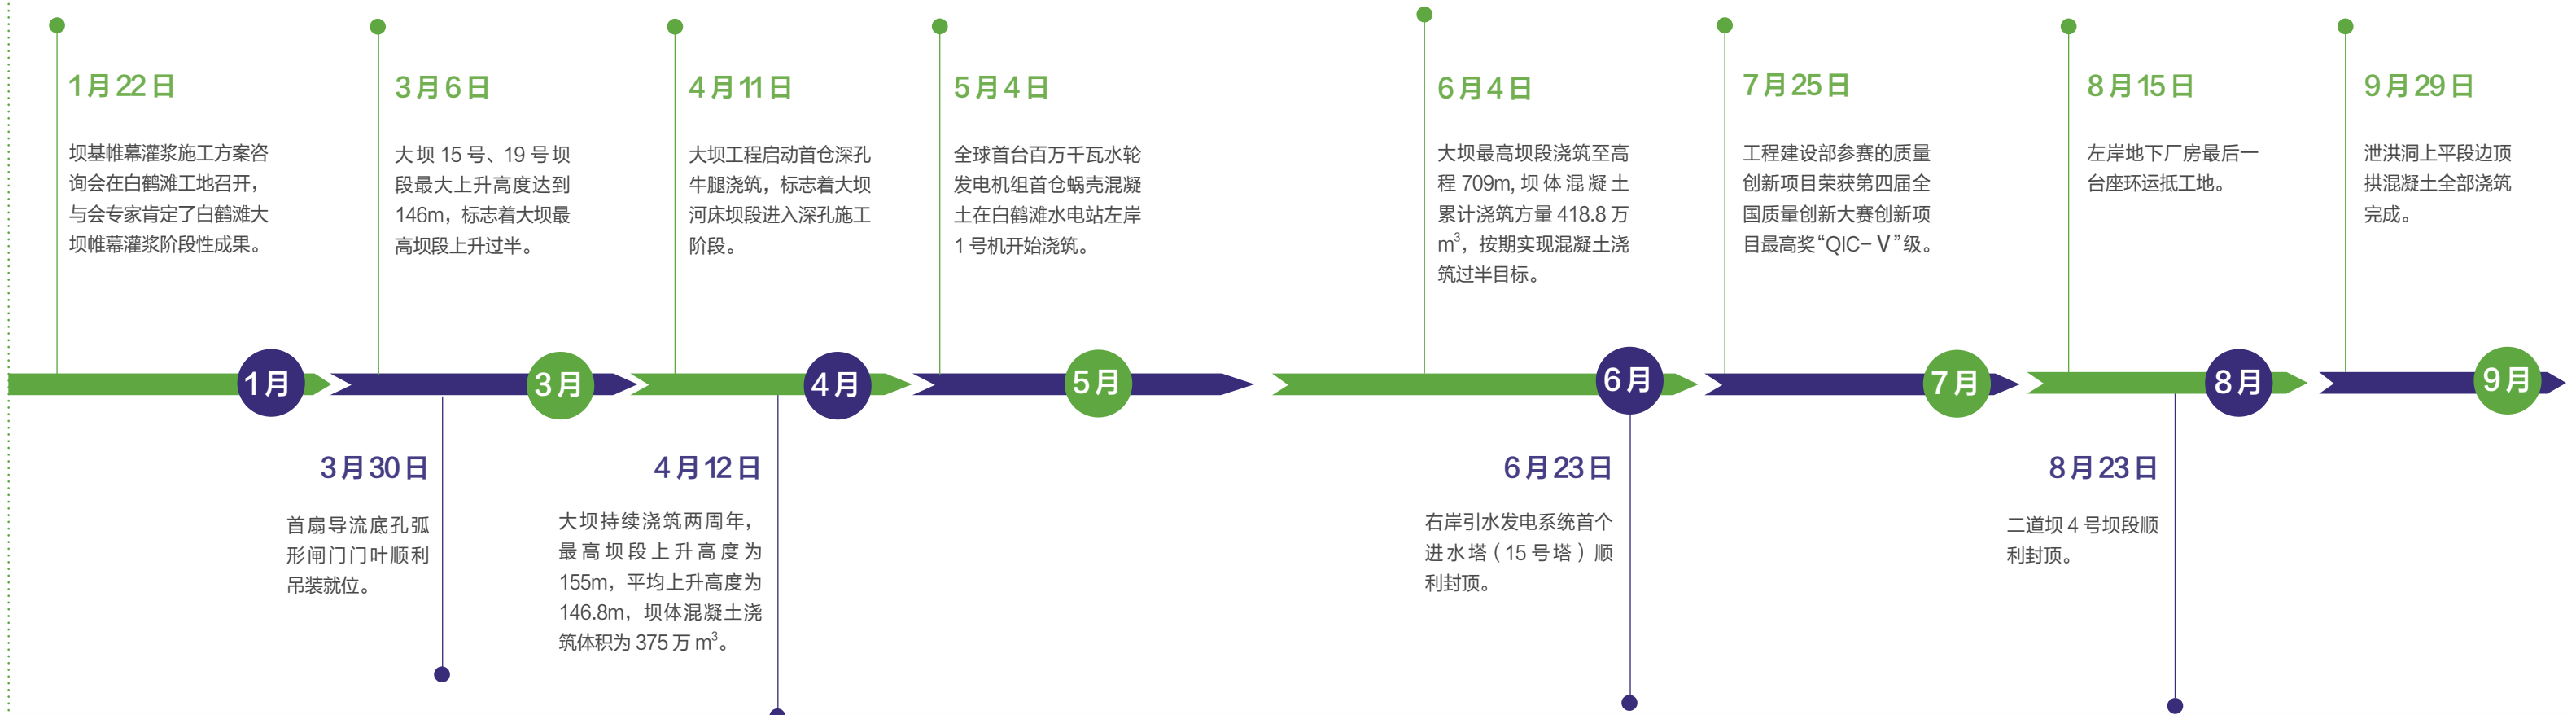 1月22日
坝基帷幕灌浆施工方案咨
询会在白鹤滩工地召开，
与会专家肯定了白鹤滩大
坝帷幕灌浆阶段性成果。
3月6日
大坝 15 号、19 号坝
段最大上升高度达到
146m，标志着大坝最
高坝段上升过半。
4月11日
大坝工程启动首仓深孔
牛腿浇筑，标志着大坝
河床坝段进入深孔施工
阶段。
5月4日
全球首台百万千瓦水轮
发电机组首仓蜗壳混凝
土在白鹤滩水电站左岸
1 号机开始浇筑。
6月4日
大坝最高坝段浇筑至高
程 709m, 坝体混凝土
累计浇筑方量 418.8 万
m³，按期实现混凝土浇
筑过半目标。
7月25日
工程建设部参赛的质量
创新项目荣获第四届全
国质量创新大赛创新项
目最高奖“QIC-Ⅴ”级。
8月15日
左岸地下厂房最后一
台座环运抵工地。
9月29日
泄洪洞上平段边顶
拱混凝土全部浇筑
完成。
1月
3月
4月
5月
6月
7月
8月
9月
3月30日
首扇导流底孔弧
形闸门门叶顺利
吊装就位。
4月12日
大坝持续浇筑两周年，
最高坝段上升高度为
155m，平均上升高度为
146.8m，坝体混凝土浇
筑体积为 375 万 m³。
6月23日
右岸引水发电系统首个
进水塔（15 号塔）顺
利封顶。
8月23日
二道坝 4 号坝段顺
利封顶。